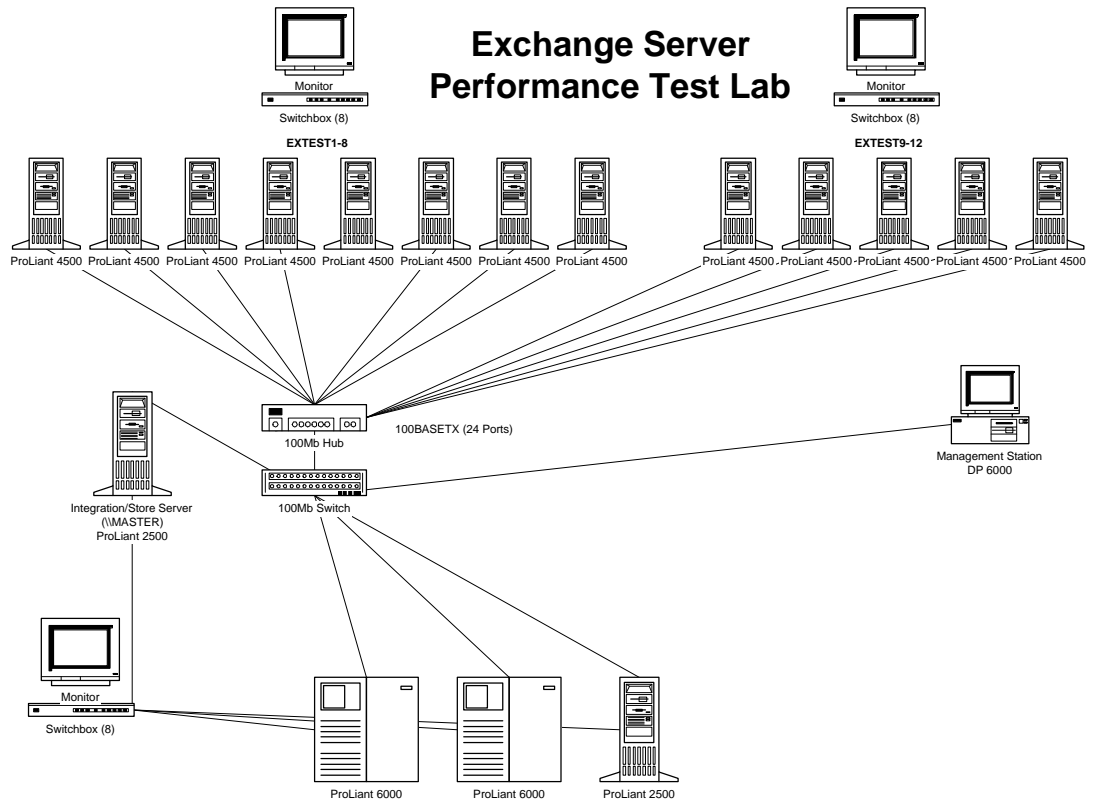 Exchange Server
Performance Test Lab
Monitor
Switchbox (8)
Monitor
Switchbox (8)
EXTEST1-8
EXTEST9-12
ProLiant 4500
ProLiant 4500
ProLiant 4500
ProLiant 4500
ProLiant 4500
ProLiant 4500
ProLiant 4500
ProLiant 4500
ProLiant 4500
ProLiant 4500
ProLiant 4500
ProLiant 4500
ProLiant 4500
100BASETX (24 Ports)
100Mb Hub
Management Station
DP 6000
100Mb Switch
Integration/Store Server
(\\MASTER)
ProLiant 2500
Monitor
Switchbox (8)
ProLiant 6000
ProLiant 6000
ProLiant 2500